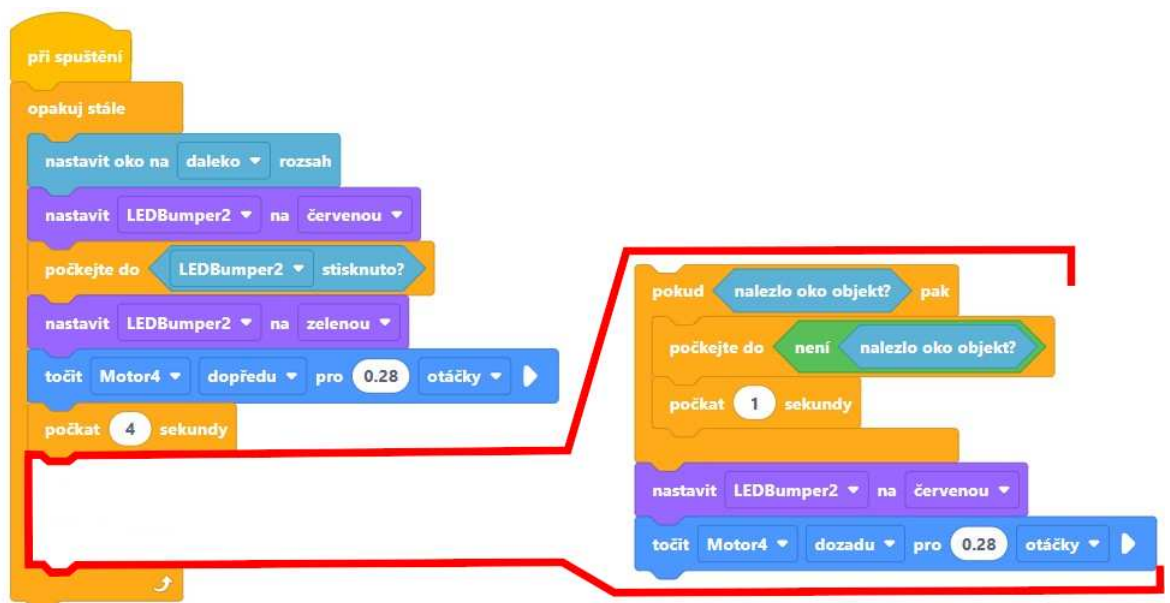 při spuštění
opakuj stále
nastavit oko na daleko rozsah
nastavit LEDBumper2 na červenou
počkejte do LEDBumper2 stisknuto?
nastavit LEDBumper2 na zelenou
točit Motor4 dopředu pro 0.28 otáčky
počkat 4 sekundy
pokud nalezlo oko objekt? pak
počkejte do není nalezlo oko objekt?
počkat 1 sekundy
nastavit LEDBumper2 na červenou
točit Motor4 dozadu pro 0.28 otáčky